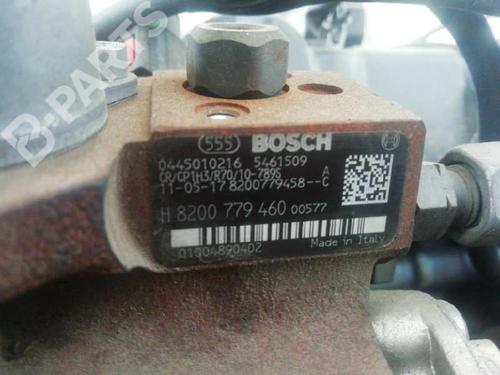 B-PARTS
555 BOSCH
0445010216 5461509
CR/CP1H3/R70/10-789S A
11-05-17 8200779458--C
H 8200 779 460 00577
01004890402 Made in Italy